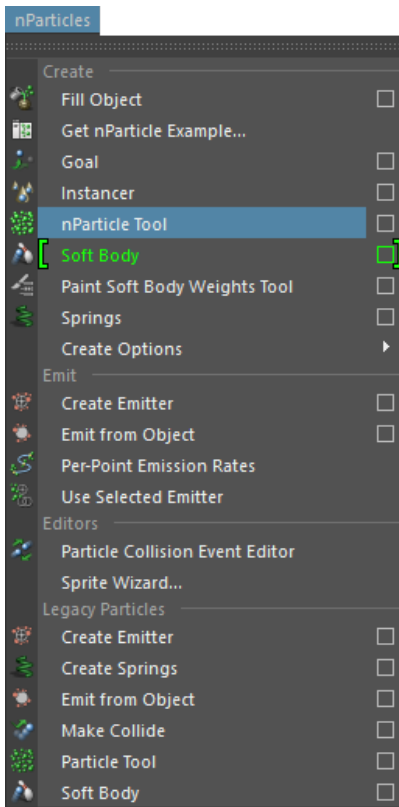 nParticles
Create
Fill Object
Get nParticle Example...
Goal
Instancer
nParticle Tool
Soft Body
Paint Soft Body Weights Tool
Springs
Create Options
Emit
Create Emitter
Emit from Object
Per-Point Emission Rates
Use Selected Emitter
Editors
Particle Collision Event Editor
Sprite Wizard...
Legacy Particles
Create Emitter
Create Springs
Emit from Object
Make Collide
Particle Tool
Soft Body